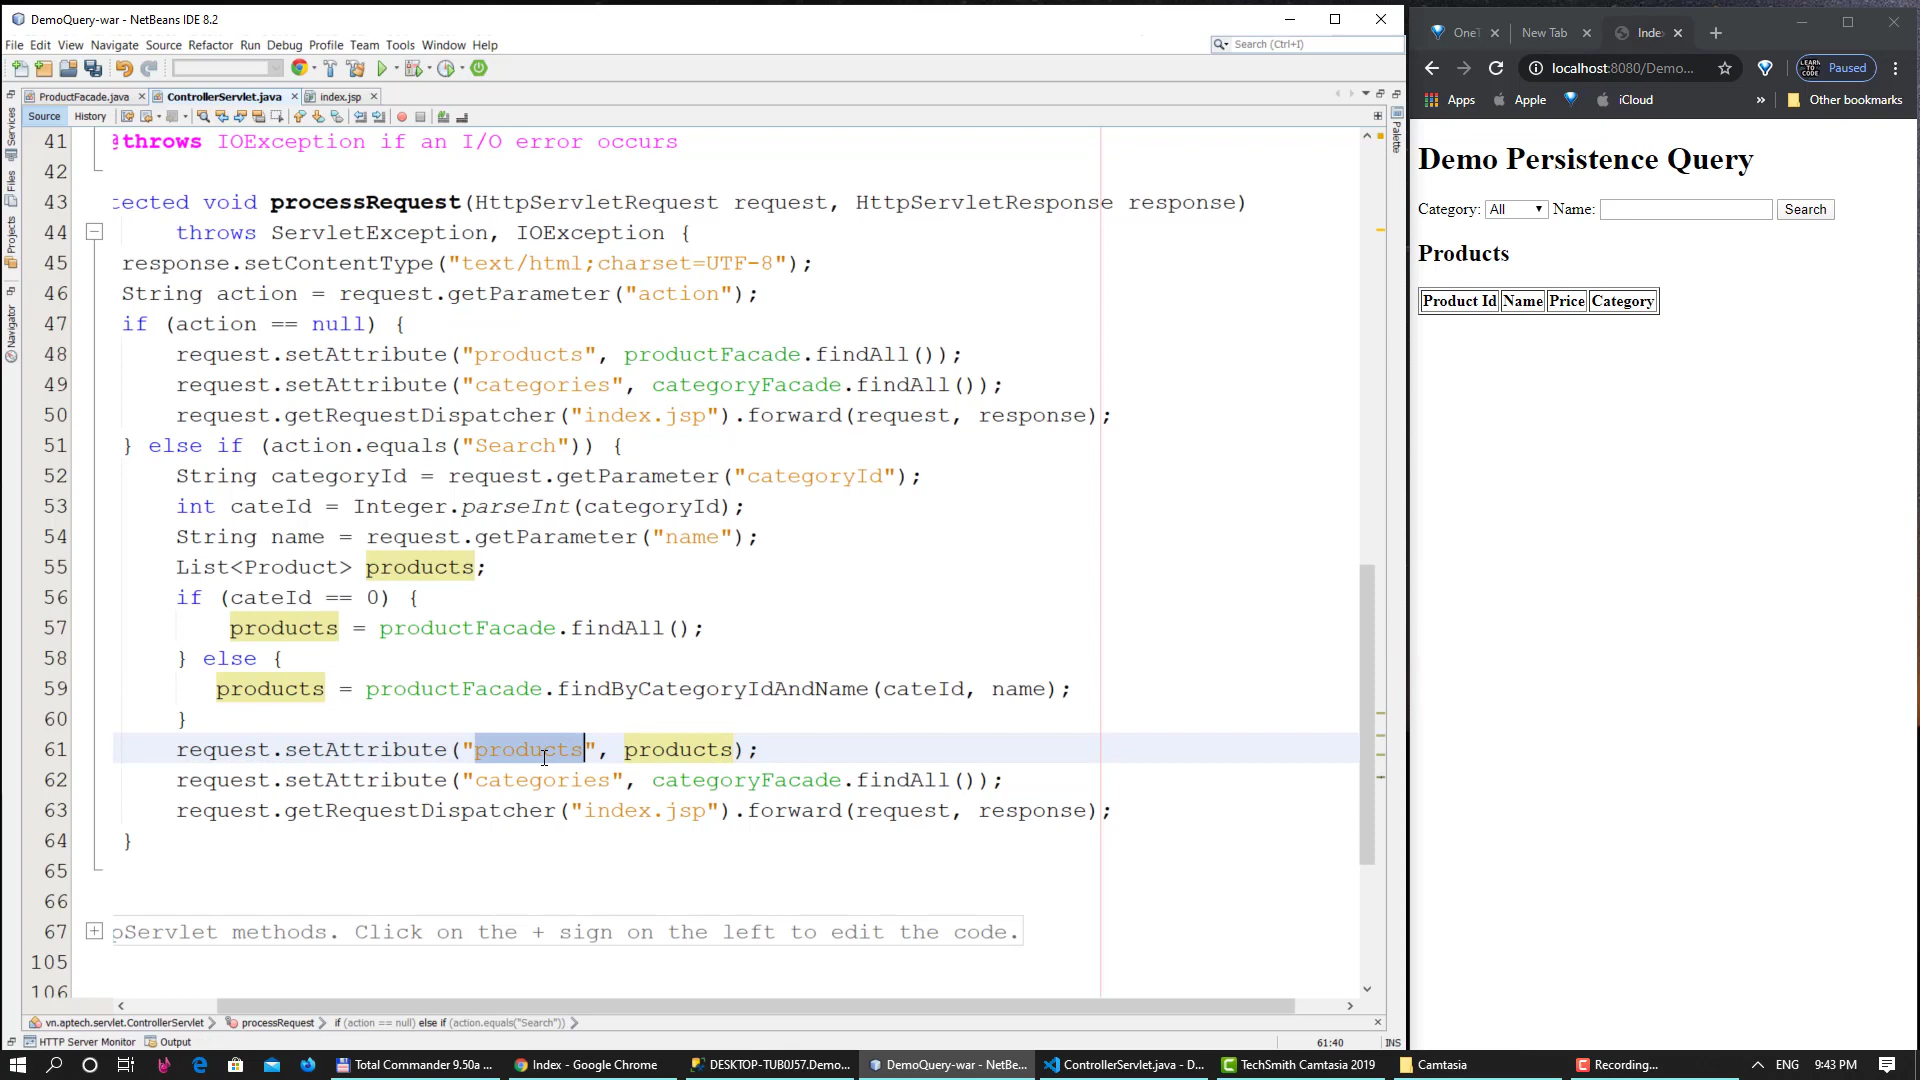 DemoQuery-war - NetBeans IDE 8.2
File Edit View Navigate Source Refactor Run Debug Profile Team Tools Window Help
Search (Ctrl+I)
ProductFacade.java ControllerServlet.java index.jsp
Source History
41 @throws IOException if an I/O error occurs
42
43 tected void processRequest(HttpServletRequest request, HttpServletResponse response)
44 throws ServletException, IOException {
45 response.setContentType("text/html;charset=UTF-8");
46 String action = request.getParameter("action");
47 if (action == null) {
48 request.setAttribute("products", productFacade.findAll());
49 request.setAttribute("categories", categoryFacade.findAll());
50 request.getRequestDispatcher("index.jsp").forward(request, response);
51 } else if (action.equals("Search")) {
52 String categoryId = request.getParameter("categoryId");
53 int cateId = Integer.parseInt(categoryId);
54 String name = request.getParameter("name");
55 List<Product> products;
56 if (cateId == 0) {
57 products = productFacade.findAll();
58 } else {
59 products = productFacade.findByCategoryIdAndName(cateId, name);
60 }
61 request.setAttribute("products", products);
62 request.setAttribute("categories", categoryFacade.findAll());
63 request.getRequestDispatcher("index.jsp").forward(request, response);
64 }
65
66
67 pServlet methods. Click on the + sign on the left to edit the code.
105
106
vn.aptech.servlet.ControllerServlet processRequest if (action == null) else if (action.equals("Search"))
HTTP Server Monitor Output
61:40 INS
Services
Files
Projects
Navigator
Palette
OneT New Tab Index
localhost:8080/Demo... LEARN TO CODE Paused
Apps Apple iCloud » Other bookmarks
Demo Persistence Query
Category: All Name: Search
Products
Product Id Name Price Category
Total Commander 9.50a ... Index - Google Chrome DESKTOP-TUB0J57.Demo... DemoQuery-war - NetBe... ControllerServlet.java - D... TechSmith Camtasia 2019 Camtasia Recording... ENG 9:43 PM